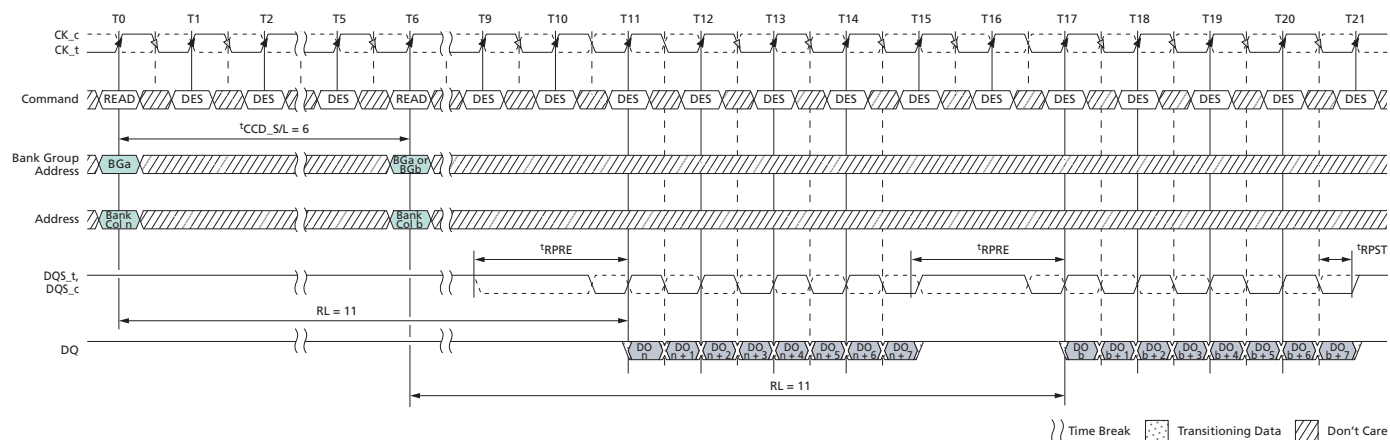 T0 T1 T2 T5 T6 T9 T10 T11 T12 T13 T14 T15 T16 T17 T18 T19 T20 T21
CK_c
CK_t
Command READ DES DES DES READ DES DES DES DES DES DES DES DES DES DES DES DES DES
tCCD_S/L = 6
Bank Group
Address
BGa
BGa or
BGb
Address
Bank
Col n
Bank
Col b
tRPRE tRPRE tRPST
DQS_t,
DQS_c
RL = 11
DQ
DO
n
DO
n + 1
DO
n + 2
DO
n + 3
DO
n + 4
DO
n + 5
DO
n + 6
DO
n + 7
DO
b
DO
b + 1
DO
b + 2
DO
b + 3
DO
b + 4
DO
b + 5
DO
b + 6
DO
b + 7
RL = 11
Time Break Transitioning Data Don't Care